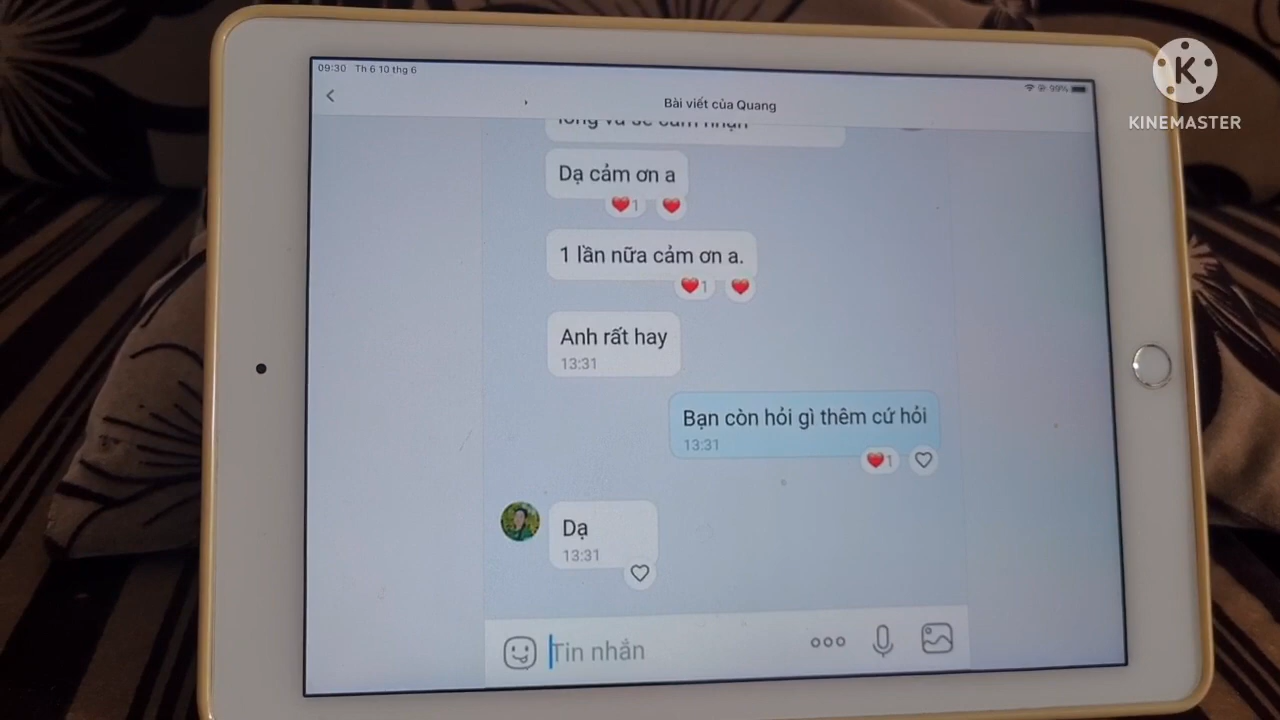 09:30 Th 6 10 thg 6
99%
Bài viết của Quang
KINEMASTER
Dạ cảm ơn a
1
1 lần nữa cảm ơn a.
1
Anh rất hay
13:31
Bạn còn hỏi gì thêm cứ hỏi
13:31
1
Dạ
13:31
Tin nhắn